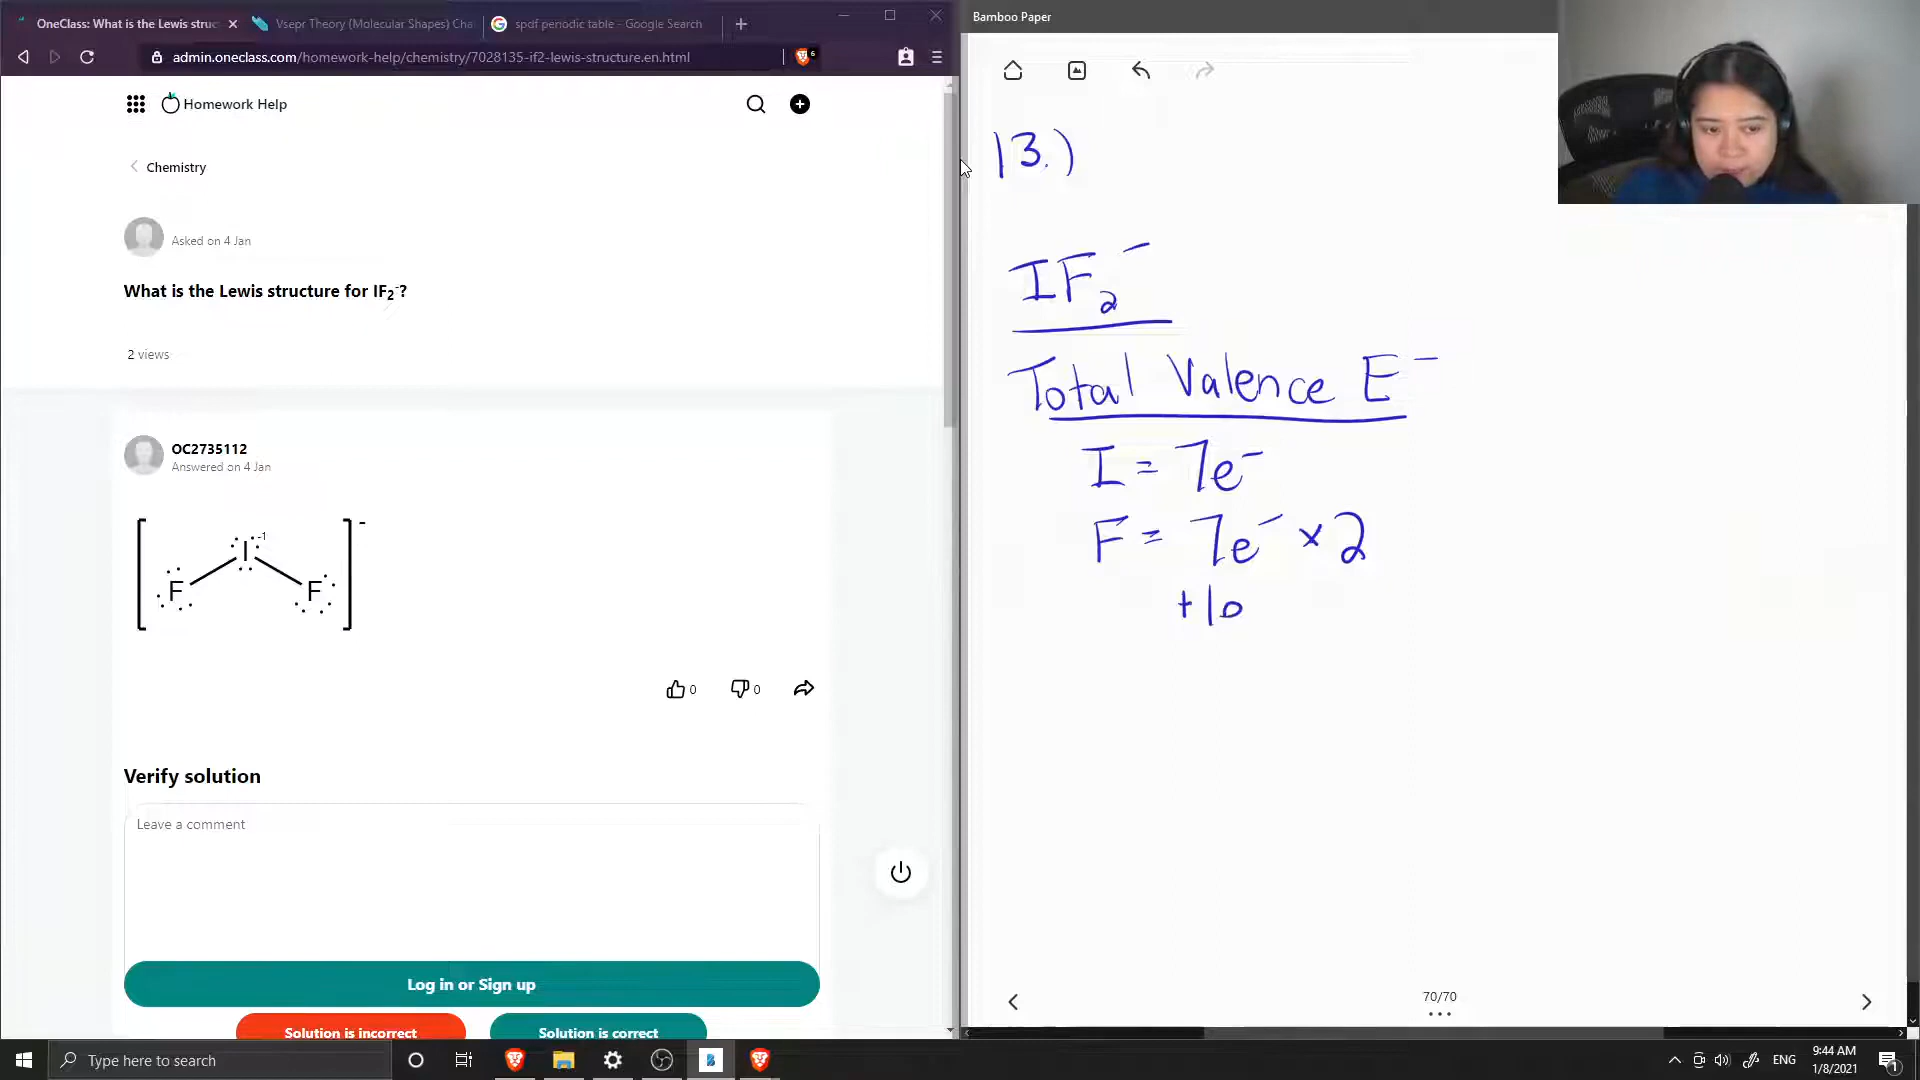 OneClass: What is the Lewis struc
Vsepr Theory (Molecular Shapes) Cha
spdf periodic table - Google Search
admin.oneclass.com/homework-help/chemistry/7028135-if2-lewis-structure.en.html
6
Homework Help
Chemistry
Asked on 4 Jan
What is the Lewis structure for IF2-?
2 views
OC2735112
Answered on 4 Jan
-
I -1
F F
0 0
Verify solution
Leave a comment
Log in or Sign up
Solution is incorrect Solution is correct
Bamboo Paper
13.)
IF2 -
Total Valence E-
I = 7e-
F = 7e- × 2
70/70
Type here to search
ENG
9:44 AM
1/8/2021
1